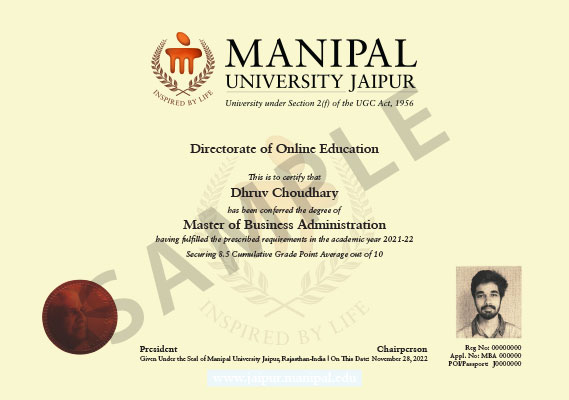 MANIPAL
UNIVERSITY JAIPUR
INSPIRED BY LIFE
University under Section 2(f) of the UGC Act, 1956
Directorate of Online Education
This is to certify that
Dhruv Choudhary
has been conferred the degree of
Master of Business Administration
having fulfilled the prescribed requirements in the academic year 2021-22
Securing 8.5 Cumulative Grade Point Average out of 10
SAMPLE
INSPIRED BY LIFE
President
Chairperson
Given Under the Seal of Manipal University Jaipur, Rajasthan-India | On This Date: November 28, 2022
Reg No: 00000000
Appl. No: MBA 000000
POI/Passport: J0000000
www.jaipur.manipal.edu